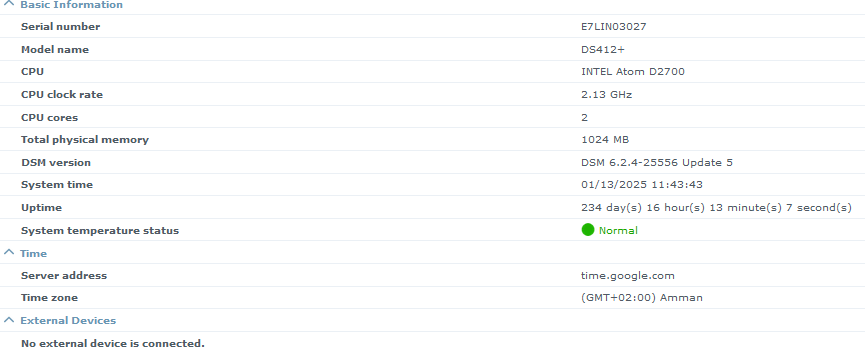 Basic Information
Serial number E7LIN03027
Model name DS412+
CPU INTEL Atom D2700
CPU clock rate 2.13 GHz
CPU cores 2
Total physical memory 1024 MB
DSM version DSM 6.2.4-25556 Update 5
System time 01/13/2025 11:43:43
Uptime 234 day(s) 16 hour(s) 13 minute(s) 7 second(s)
System temperature status Normal
Time
Server address time.google.com
Time zone (GMT+02:00) Amman
External Devices
No external device is connected.